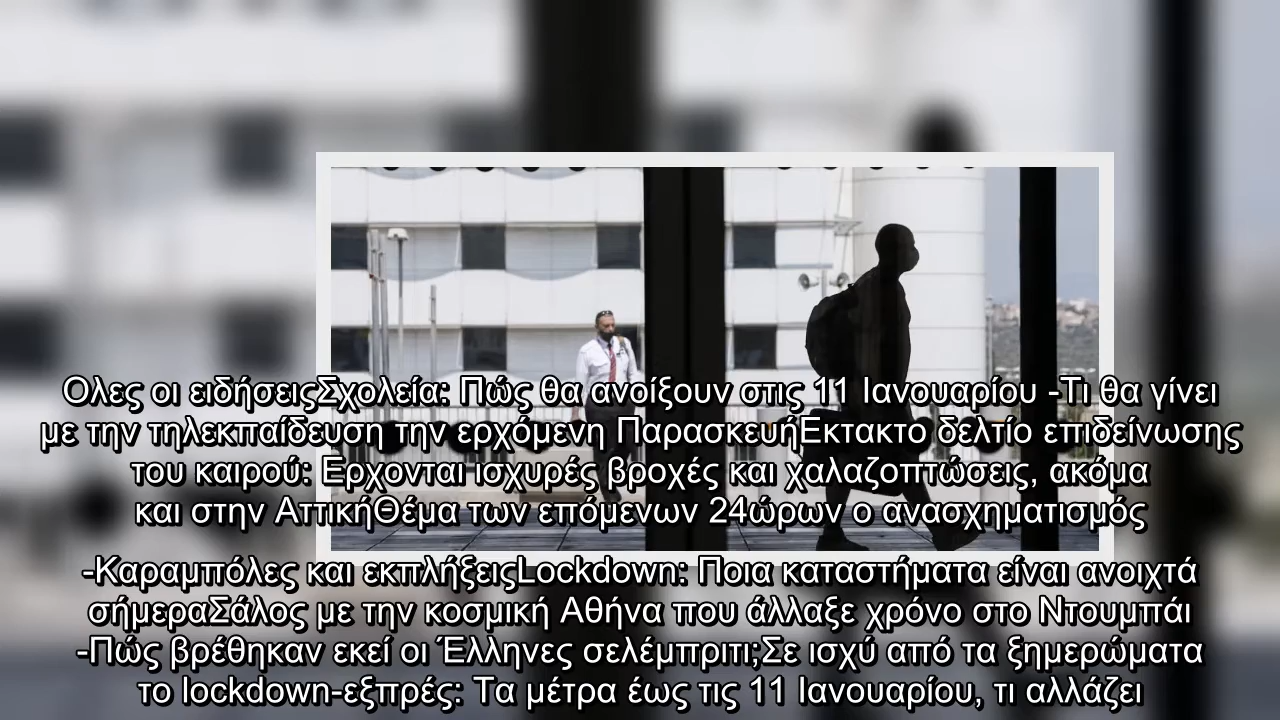 Ολες οι ειδήσειςΣχολεία: Πώς θα ανοίξουν στις 11 Ιανουαρίου -Τι θα γίνει
με την τηλεκπαίδευση την ερχόμενη ΠαρασκευήΕκτακτο δελτίο επιδείνωσης
του καιρού: Ερχονται ισχυρές βροχές και χαλαζοπτώσεις, ακόμα
και στην ΑττικήΘέμα των επόμενων 24ώρων ο ανασχηματισμός
-Καραμπόλες και εκπλήξειςLockdown: Ποια καταστήματα είναι ανοιχτά
σήμεραΣάλος με την κοσμική Αθήνα που άλλαξε χρόνο στο Ντουμπάι
-Πώς βρέθηκαν εκεί οι Έλληνες σελέμπριτι;Σε ισχύ από τα ξημερώματα
το lockdown-εξπρές: Τα μέτρα έως τις 11 Ιανουαρίου, τι αλλάζει